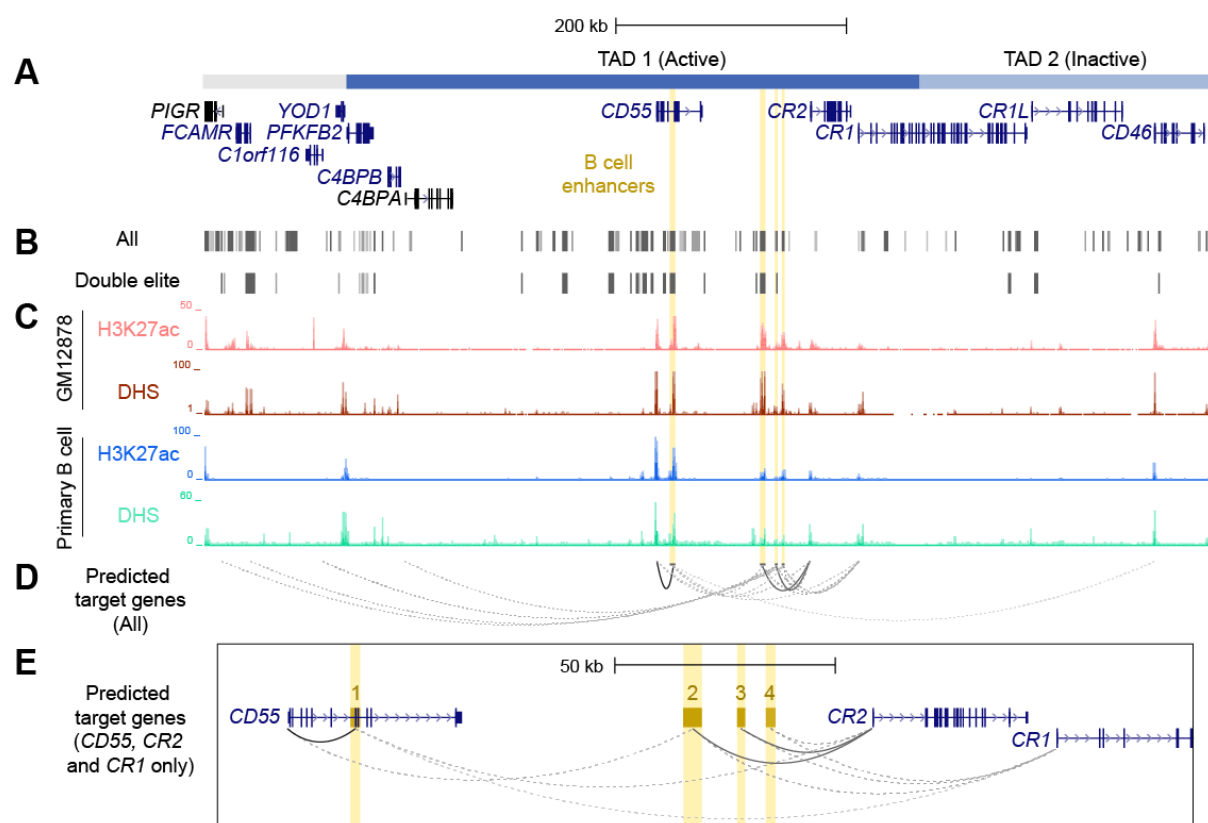 200 kb
A
TAD 1 (Active)
TAD 2 (Inactive)
PIGR
YOD1
CD55
CR2
CR1L
FCAMR
PFKFB2
CR1
CD46
C1orf116
C4BPB
C4BPA
B cell
enhancers
B
All
Double elite
C
GM12878
50
H3K27ac
0
100
DHS
1
Primary B cell
100
H3K27ac
0
60
DHS
0
D
Predicted
target genes
(All)
E
50 kb
Predicted
target genes
(CD55, CR2
and CR1 only)
1
2
3
4
CD55
CR2
CR1